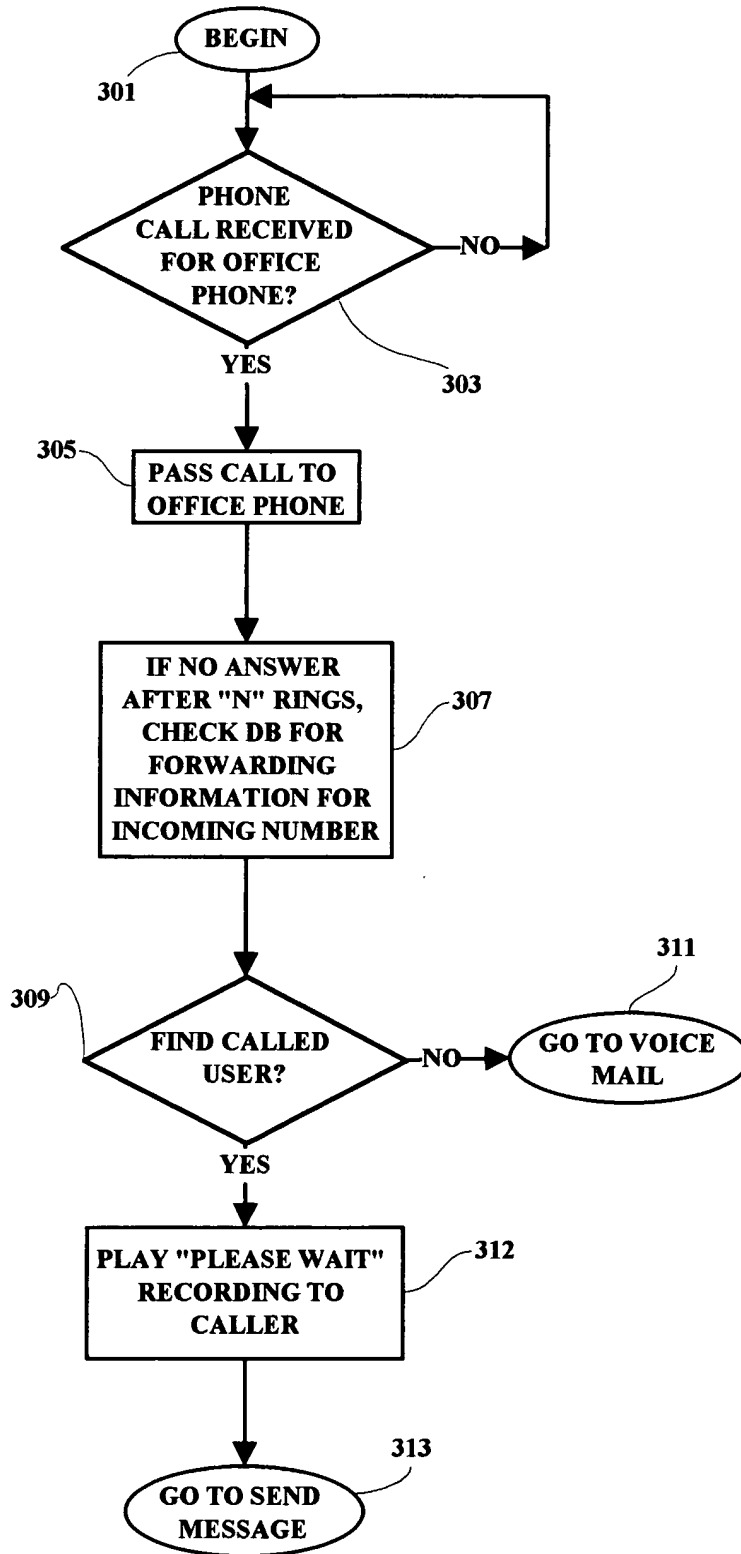 BEGIN
301
PHONE
CALL RECEIVED
FOR OFFICE
PHONE?
NO
303
YES
305
PASS CALL TO
OFFICE PHONE
IF NO ANSWER
AFTER "N" RINGS,
CHECK DB FOR
FORWARDING
INFORMATION FOR
INCOMING NUMBER
307
309
FIND CALLED
USER?
NO
311
GO TO VOICE
MAIL
YES
PLAY "PLEASE WAIT"
RECORDING TO
CALLER
312
313
GO TO SEND
MESSAGE